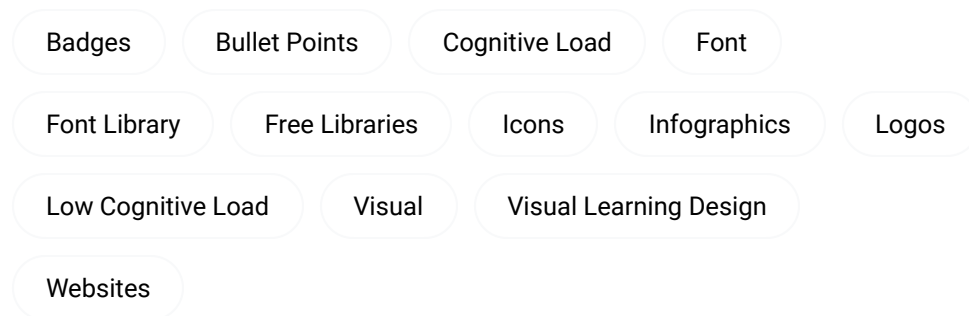 Badges Bullet Points Cognitive Load Font
Font Library Free Libraries Icons Infographics Logos
Low Cognitive Load Visual Visual Learning Design
Websites